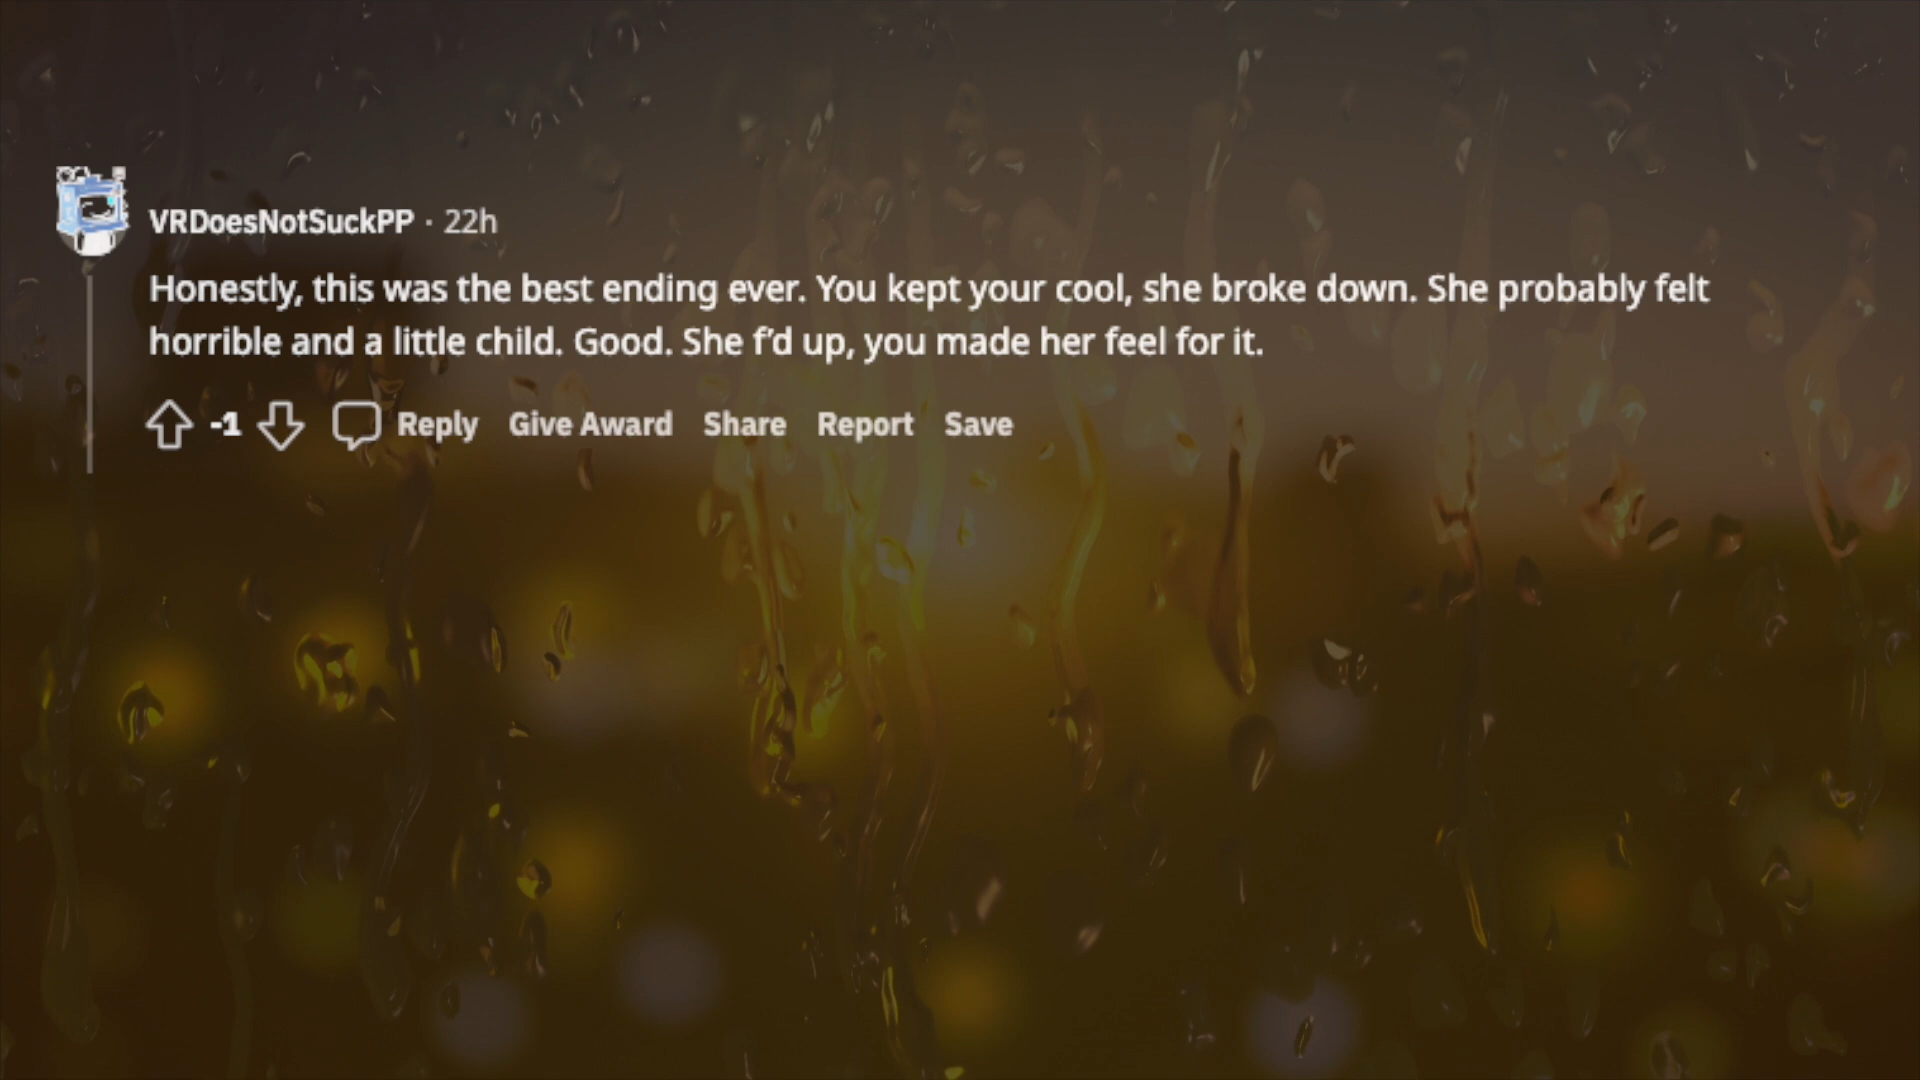 VRDoesNotSuckPP · 22h
Honestly, this was the best ending ever. You kept your cool, she broke down. She probably felt
horrible and a little child. Good. She f’d up, you made her feel for it.
-1 Reply Give Award Share Report Save